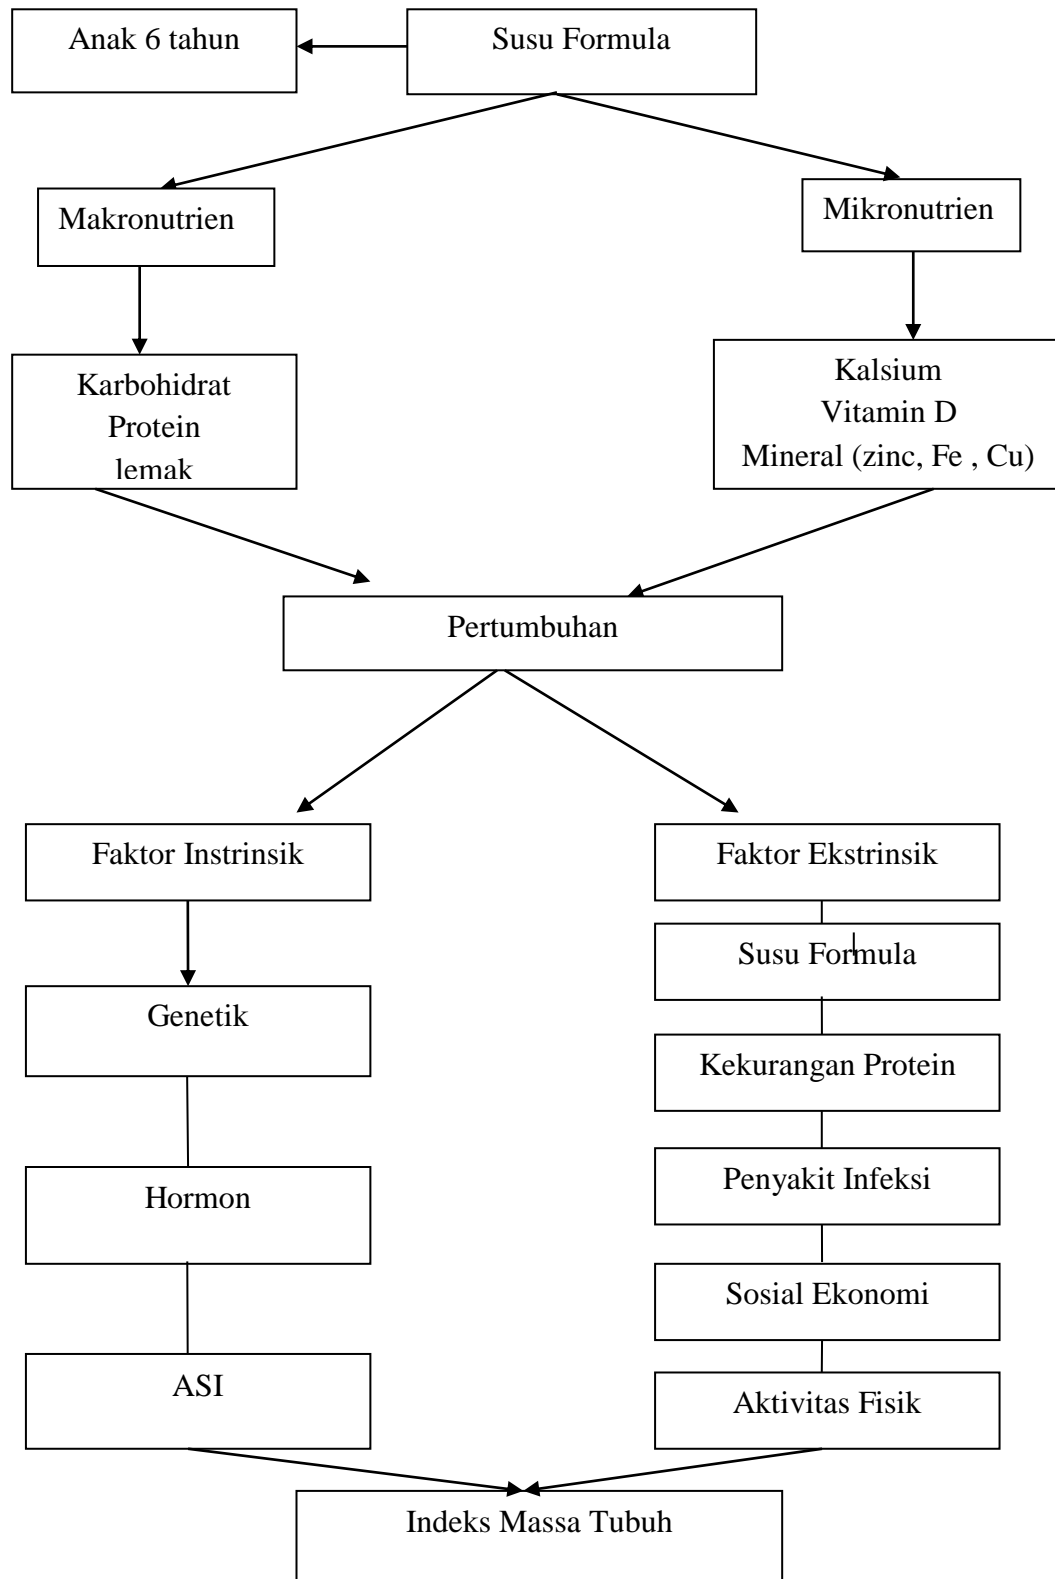 Anak 6 tahun
Susu Formula
Makronutrien
Mikronutrien
Karbohidrat
Protein
lemak
Kalsium
Vitamin D
Mineral (zinc, Fe , Cu)
Pertumbuhan
Faktor Instrinsik
Faktor Ekstrinsik
Susu Formula
Genetik
Kekurangan Protein
Hormon
Penyakit Infeksi
Sosial Ekonomi
ASI
Aktivitas Fisik
Indeks Massa Tubuh